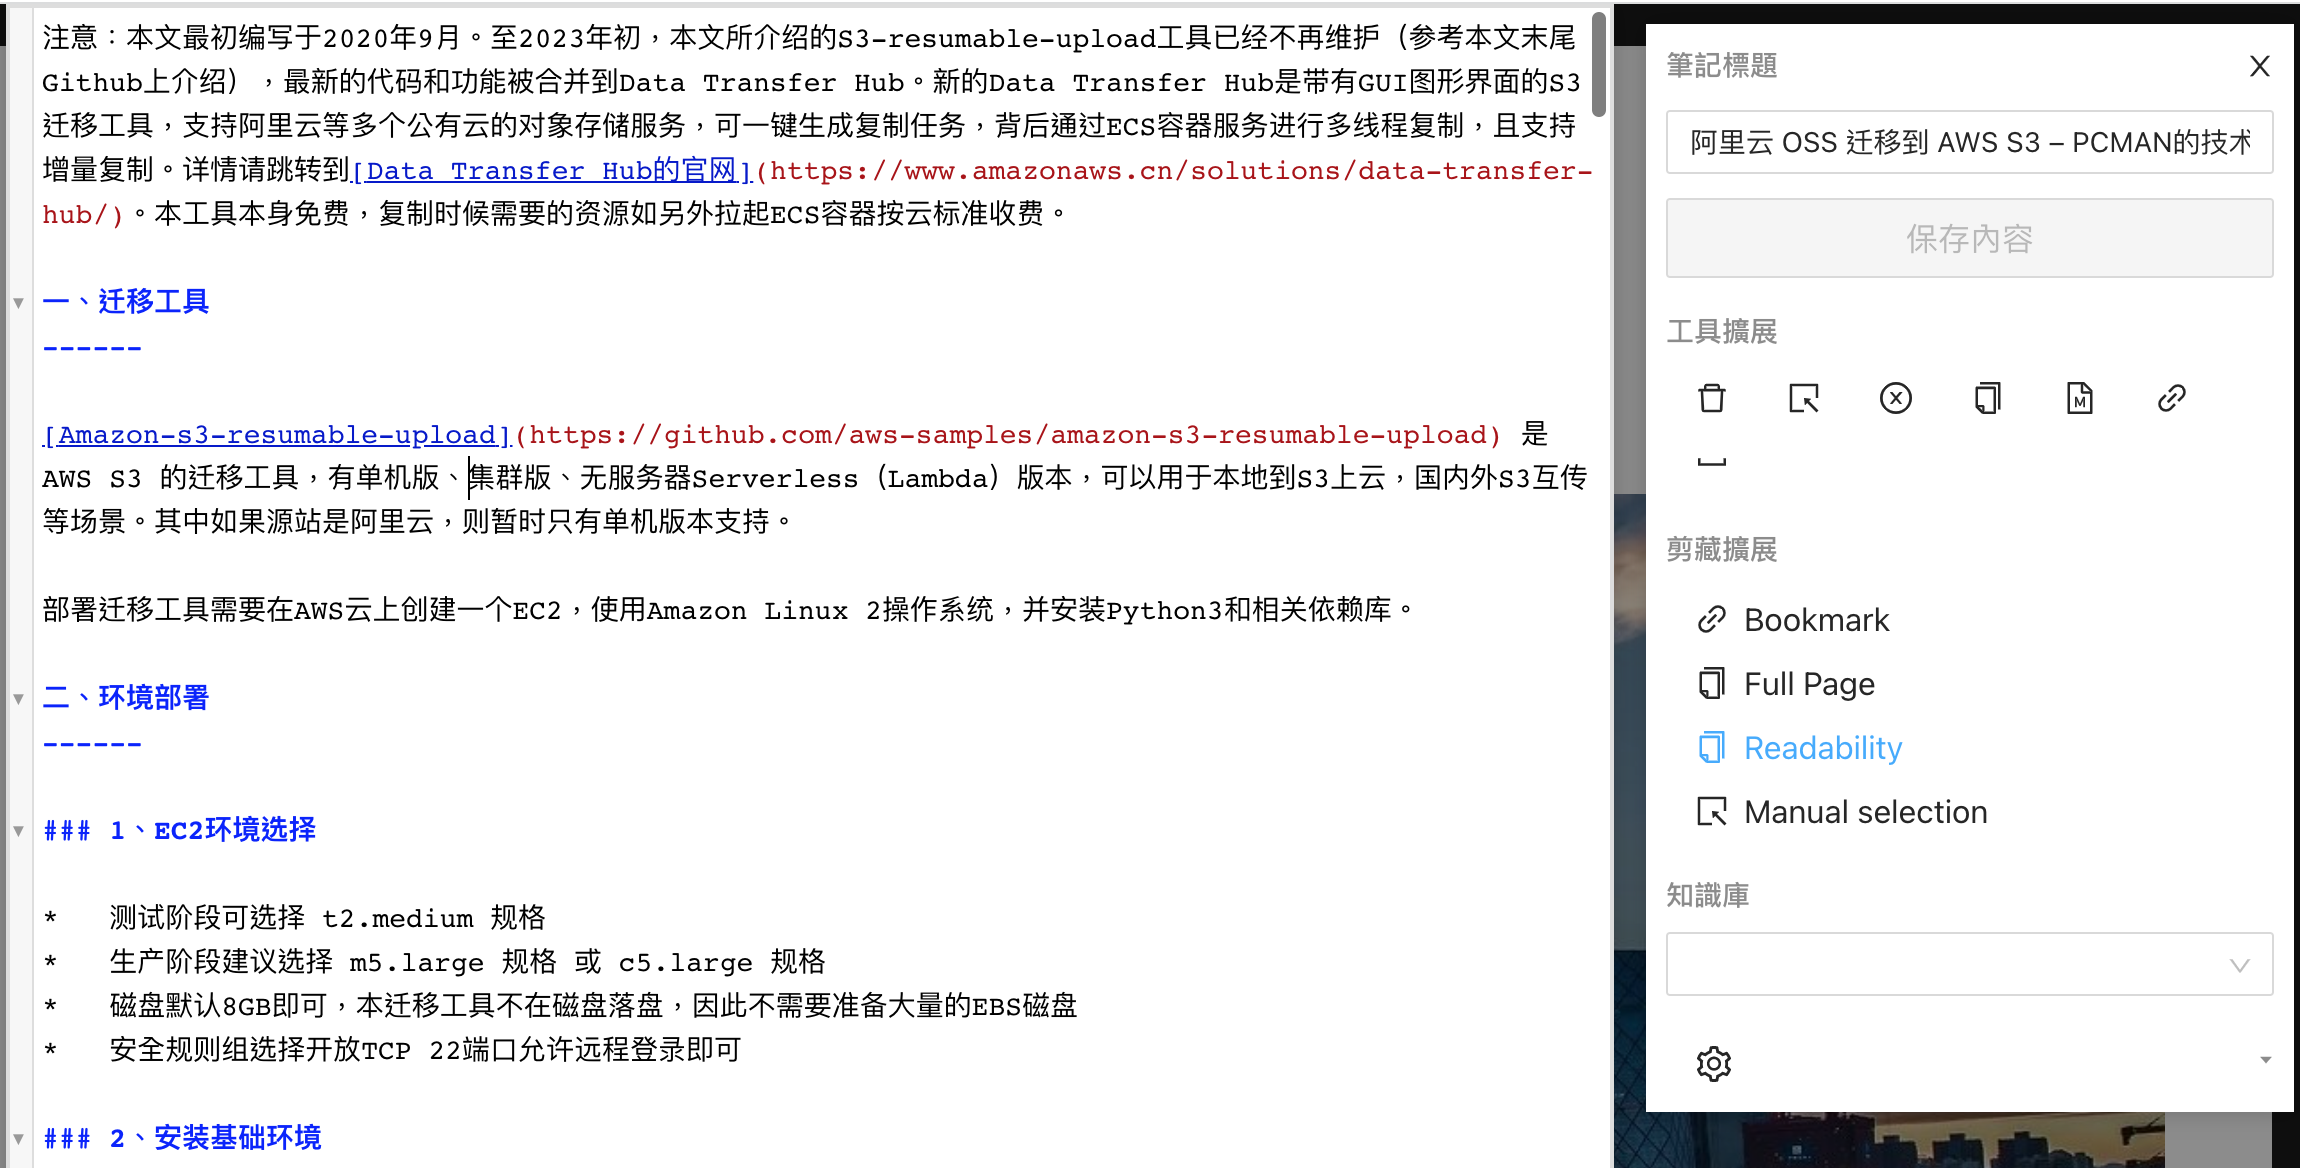 注意：本文最初编写于2020年9月。至2023年初，本文所介绍的S3-resumable-upload工具已经不再维护（参考本文末尾
Github上介绍），最新的代码和功能被合并到Data Transfer Hub。新的Data Transfer Hub是带有GUI图形界面的S3
迁移工具，支持阿里云等多个公有云的对象存储服务，可一键生成复制任务，背后通过ECS容器服务进行多线程复制，且支持
增量复制。详情请跳转到[Data Transfer Hub的官网](https://www.amazonaws.cn/solutions/data-transfer-
hub/)。本工具本身免费，复制时候需要的资源如另外拉起ECS容器按云标准收费。
一、迁移工具
------
[Amazon-s3-resumable-upload](https://github.com/aws-samples/amazon-s3-resumable-upload) 是
AWS S3 的迁移工具，有单机版、集群版、无服务器Serverless（Lambda）版本，可以用于本地到S3上云，国内外S3互传
等场景。其中如果源站是阿里云，则暂时只有单机版本支持。
部署迁移工具需要在AWS云上创建一个EC2，使用Amazon Linux 2操作系统，并安装Python3和相关依赖库。
二、环境部署
------
### 1、EC2环境选择
*   测试阶段可选择 t2.medium 规格
*   生产阶段建议选择 m5.large 规格 或 c5.large 规格
*   磁盘默认8GB即可，本迁移工具不在磁盘落盘，因此不需要准备大量的EBS磁盘
*   安全规则组选择开放TCP 22端口允许远程登录即可
### 2、安装基础环境
筆記標題
阿里云 OSS 迁移到 AWS S3 – PCMAN的技术
保存內容
工具擴展
剪藏擴展
Bookmark
Full Page
Readability
Manual selection
知識庫